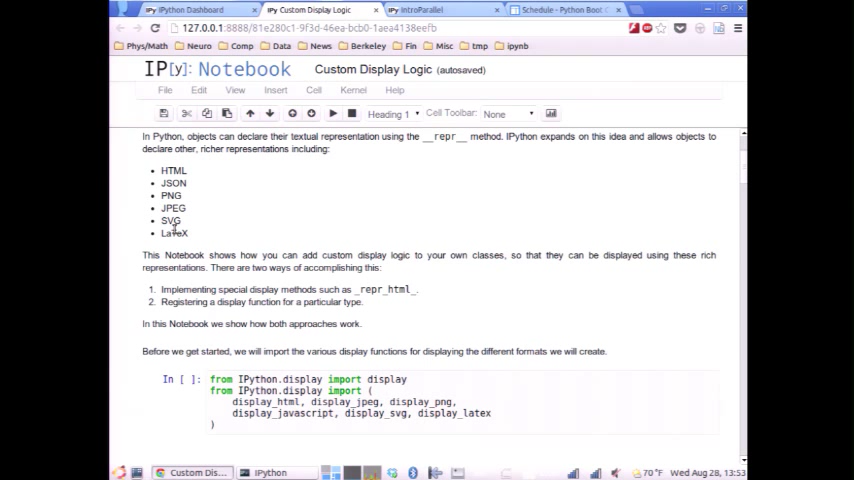 IPython Dashboard
Custom Display Logic
IntroParallel
Schedule - Python Boot C
127.0.0.1:8888/81e280c1-9f3d-46ea-bcb0-1eab4138eefb
Phys/Math Neuro Comp Data News Berkeley Fin Misc tmp ipynb
IP[y]: Notebook Custom Display Logic (autosaved)
File Edit View Insert Cell Kernel Help
Heading 1 Cell Toolbar: None
In Python, objects can declare their textual representation using the __repr__ method. IPython expands on this idea and allows objects to
declare other, richer representations including:
• HTML
• JSON
• PNG
• JPEG
• SVG
• LaTeX
This Notebook shows how you can add custom display logic to your own classes, so that they can be displayed using these rich
representations. There are two ways of accomplishing this:
1. Implementing special display methods such as _repr_html_.
2. Registering a display function for a particular type.
In this Notebook we show how both approaches work.
Before we get started, we will import the various display functions for displaying the different formats we will create.
In [ ]: from IPython.display import display
from IPython.display import (
display_html, display_jpeg, display_png,
display_javascript, display_svg, display_latex
)
Custom Dis...
IPython
70°F Wed Aug 28, 13:53